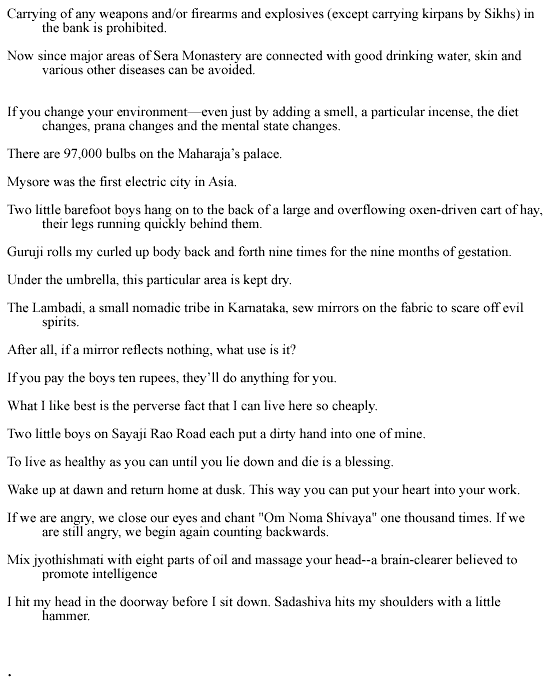 Carrying of any weapons and/or firearms and explosives (except carrying kirpans by Sikhs) in
the bank is prohibited.
Now since major areas of Sera Monastery are connected with good drinking water, skin and
various other diseases can be avoided.
If you change your environment—even just by adding a smell, a particular incense, the diet
changes, prana changes and the mental state changes.
There are 97,000 bulbs on the Maharaja’s palace.
Mysore was the first electric city in Asia.
Two little barefoot boys hang on to the back of a large and overflowing oxen-driven cart of hay,
their legs running quickly behind them.
Guruji rolls my curled up body back and forth nine times for the nine months of gestation.
Under the umbrella, this particular area is kept dry.
The Lambadi, a small nomadic tribe in Karnataka, sew mirrors on the fabric to scare off evil
spirits.
After all, if a mirror reflects nothing, what use is it?
If you pay the boys ten rupees, they’ll do anything for you.
What I like best is the perverse fact that I can live here so cheaply.
Two little boys on Sayaji Rao Road each put a dirty hand into one of mine.
To live as healthy as you can until you lie down and die is a blessing.
Wake up at dawn and return home at dusk. This way you can put your heart into your work.
If we are angry, we close our eyes and chant "Om Noma Shivaya" one thousand times. If we
are still angry, we begin again counting backwards.
Mix jyothishmati with eight parts of oil and massage your head--a brain-clearer believed to
promote intelligence
I hit my head in the doorway before I sit down. Sadashiva hits my shoulders with a little
hammer.
.